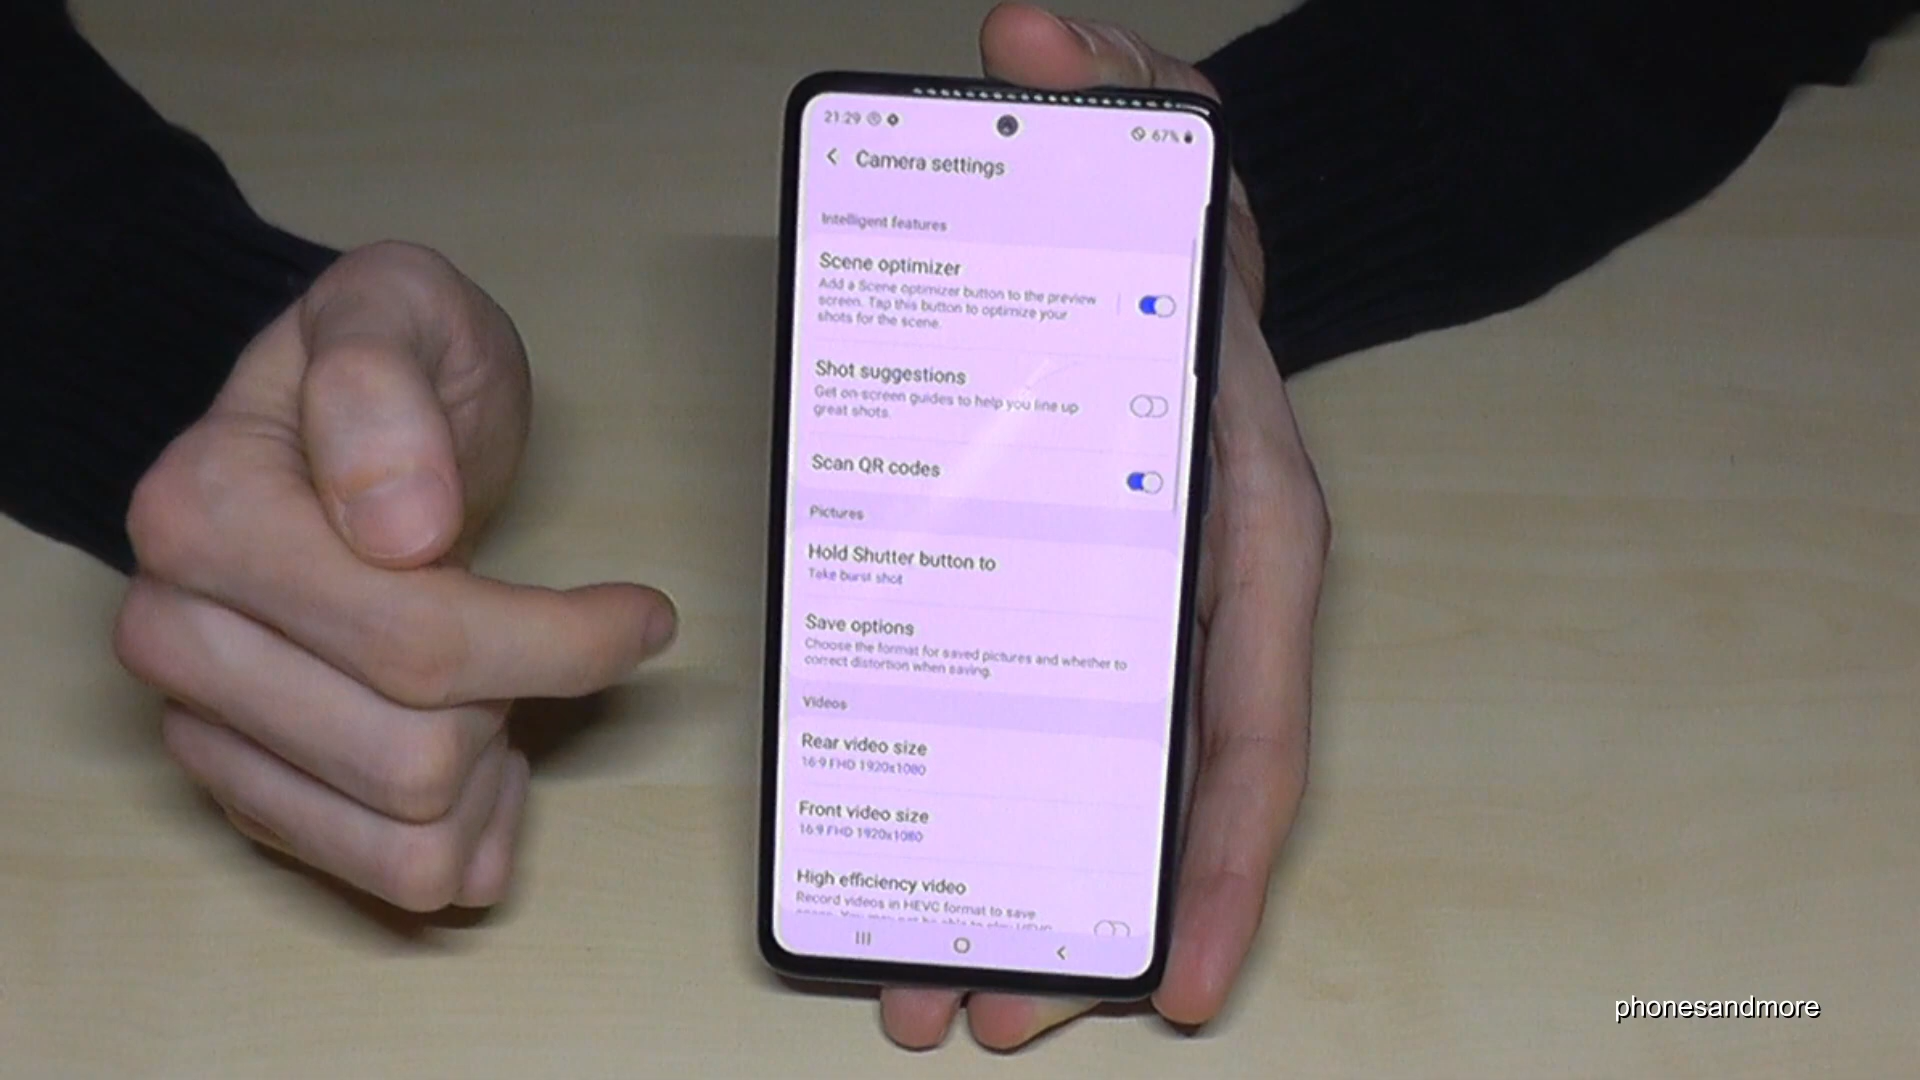 21:29
67%
Camera settings
Intelligent features
Scene optimizer
Add a Scene optimizer button to the preview
screen. Tap this button to optimize your
shots for the scene.
Shot suggestions
Get on-screen guides to help you line up
great shots.
Scan QR codes
Pictures
Hold Shutter button to
Take burst shot
Save options
Choose the format for saved pictures and whether to
correct distortion when saving.
Videos
Rear video size
16:9 FHD 1920x1080
Front video size
16:9 FHD 1920x1080
High efficiency video
Record videos in HEVC format to save
phonesandmore